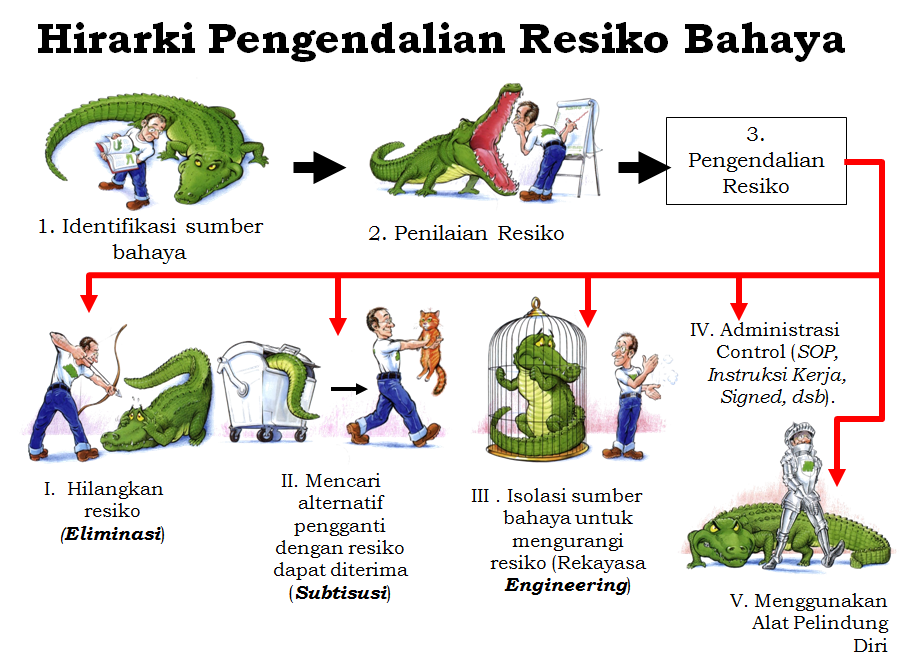 Hirarki Pengendalian Resiko Bahaya
1. Identifikasi sumber
bahaya
2. Penilaian Resiko
3.
Pengendalian
Resiko
I. Hilangkan
resiko
(Eliminasi)
II. Mencari
alternatif
pengganti
dengan resiko
dapat diterima
(Subtisusi)
III . Isolasi sumber
bahaya untuk
mengurangi
resiko (Rekayasa
Engineering)
IV. Administrasi
Control (SOP,
Instruksi Kerja,
Signed, dsb).
V. Menggunakan
Alat Pelindung
Diri